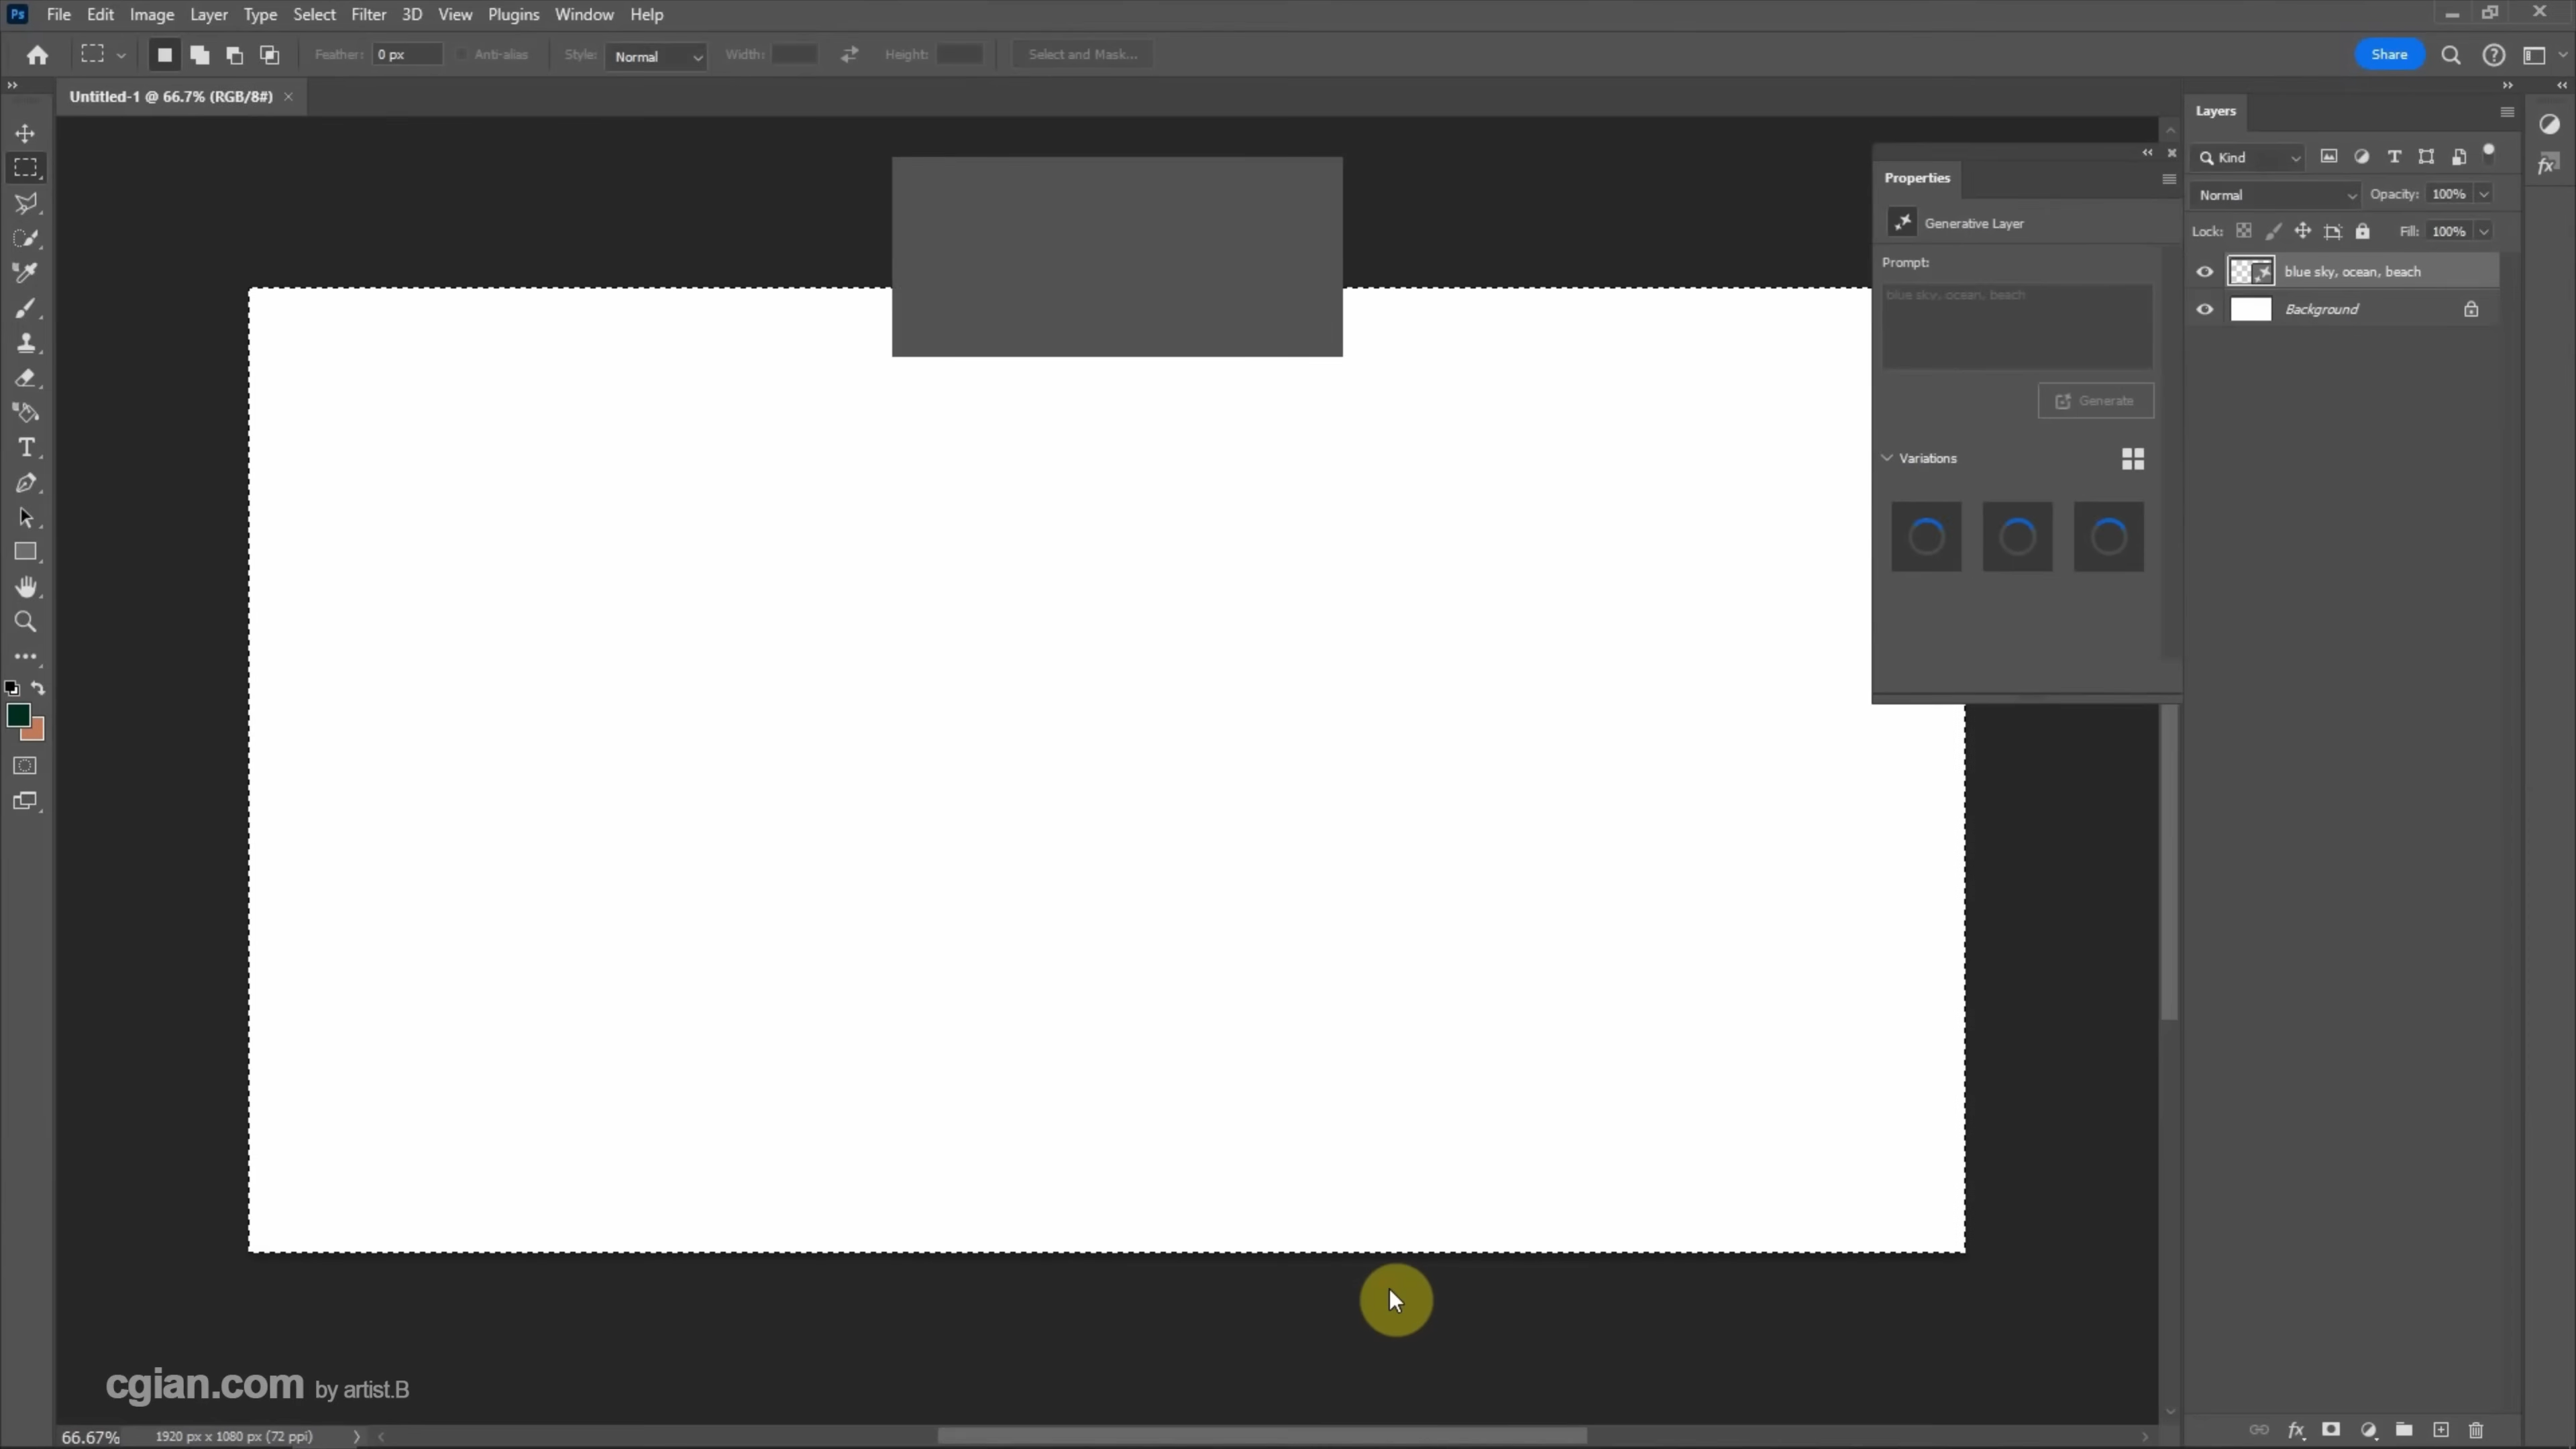 Ps File Edit Image Layer Type Select Filter 3D View Plugins Window Help
Feather: 0 px Anti-alias Style: Normal Width: Height: Select and Mask... Share
Untitled-1 @ 66.7% (RGB/8#)
Layers
Kind
Normal Opacity: 100%
Lock: Fill: 100%
blue sky, ocean, beach
Background
Properties
Generative Layer
Prompt:
blue sky, ocean, beach
Generate
Variations
cgian.com by artist.B
66.67% 1920 px x 1080 px (72 ppi)